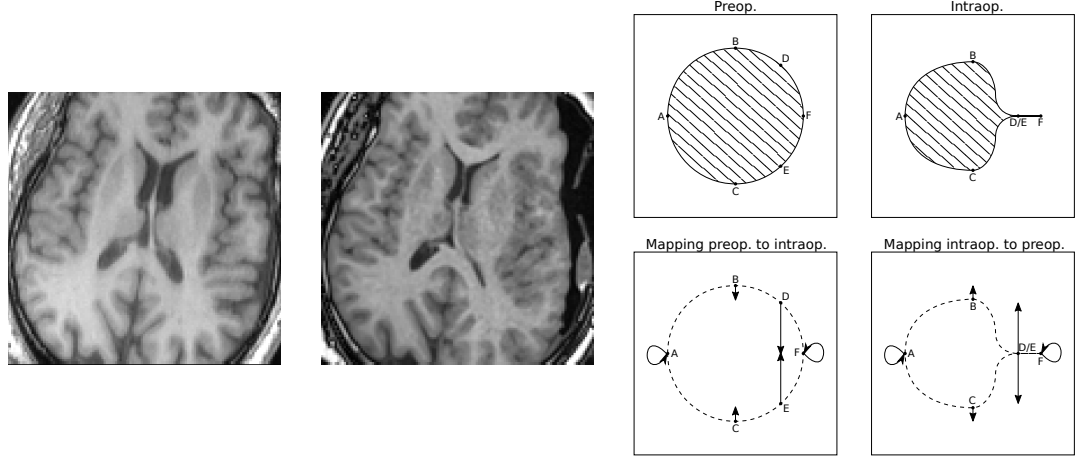 Preop.
Intraop.
B
D
A
F
E
C
B
A
D/E
F
C
Mapping preop. to intraop.
Mapping intraop. to preop.
B
D
A
F
E
C
B
A
D/E
F
C